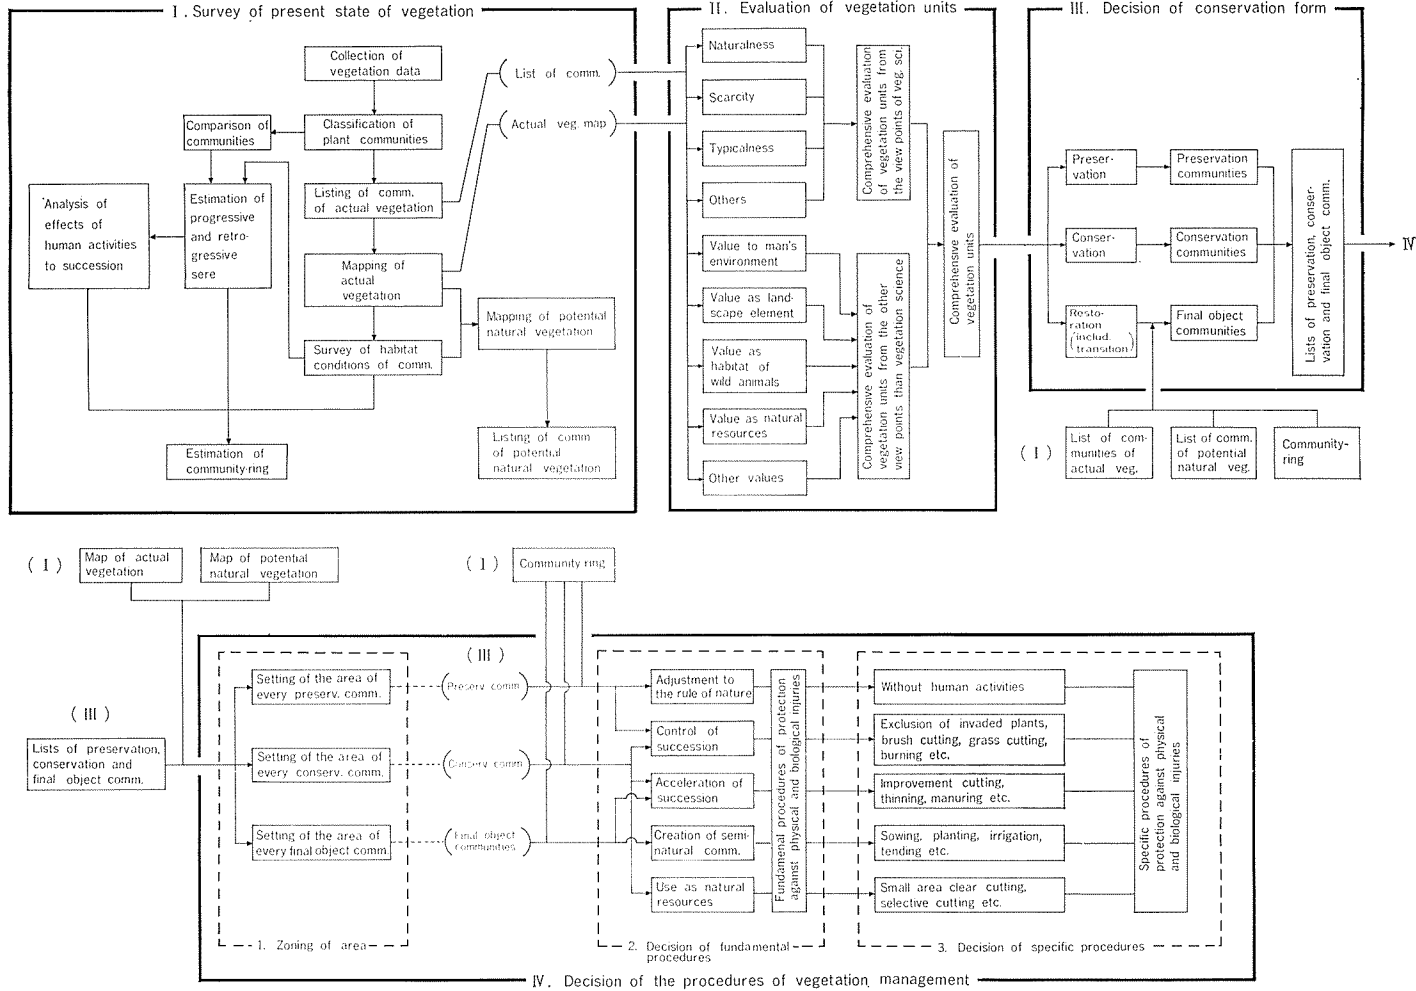 I. Survey of present state of vegetation
Collection of
vegetation data
Comparison of
communities
Classification of
plant communities
Analysis of
effects of
human activities
to succession
Estimation of
progressive
and retro-
gressive
sere
Listing of comm.
of actual vegetation
Mapping of
actual
vegetation
Survey of habitat
conditions of comm.
Mapping of potential
natural vegetation
Estimation of
community-ring
Listing of comm
of potential
natural vegetation
(List of comm.)
(Actual veg. map)
II. Evaluation of vegetation units
Naturalness
Scarcity
Typicalness
Others
Value to man's
environment
Value as land-
scape element
Value as
habitat of
wild animals
Value as natural
resources
Other values
Comprehensive evaluation
of vegetation units from
the view points of veg. sci.
Comprehensive evaluation of
vegetation units from the other
view points than vegetation science
Comprehensive evaluation of
vegetation units
III. Decision of conservation form
Preser-
vation
Preservation
communities
Conser-
vation
Conservation
communities
Resto-
ration
(includ.
transition)
Final object
communities
Lists of preservation, conser-
vation and final object comm.
IV
(I)
List of com-
munities of
actual veg.
List of comm.
of potential
natural veg.
Community-
ring
(I)
Map of actual
vegetation
Map of potential
natural vegetation
(I)
Community ring
(III)
Lists of preservation,
conservation and
final object comm.
Setting of the area of
every preserv. comm.
Setting of the area of
every conserv. comm.
Setting of the area of
every final object comm.
1. Zoning of area
(III)
(Preserv comm)
(Conserv comm)
(Final object
communities)
Adjustment to
the rule of nature
Control of
succession
Acceleration of
succession
Creation of semi-
natural comm.
Use as natural
resources
Fundamenal procedures of protection
against physical and biological injuries
2. Decision of fundamental
procedures
Without human activities
Exclusion of invaded plants,
brush cutting, grass cutting,
burning etc.
Improvement cutting,
thinning, manuring etc.
Sowing, planting, irrigation,
tending etc.
Small area clear cutting,
selective cutting etc.
Specific procedures of
protection against physical
and biological injuries
3. Decision of specific procedures
IV. Decision of the procedures of vegetation management